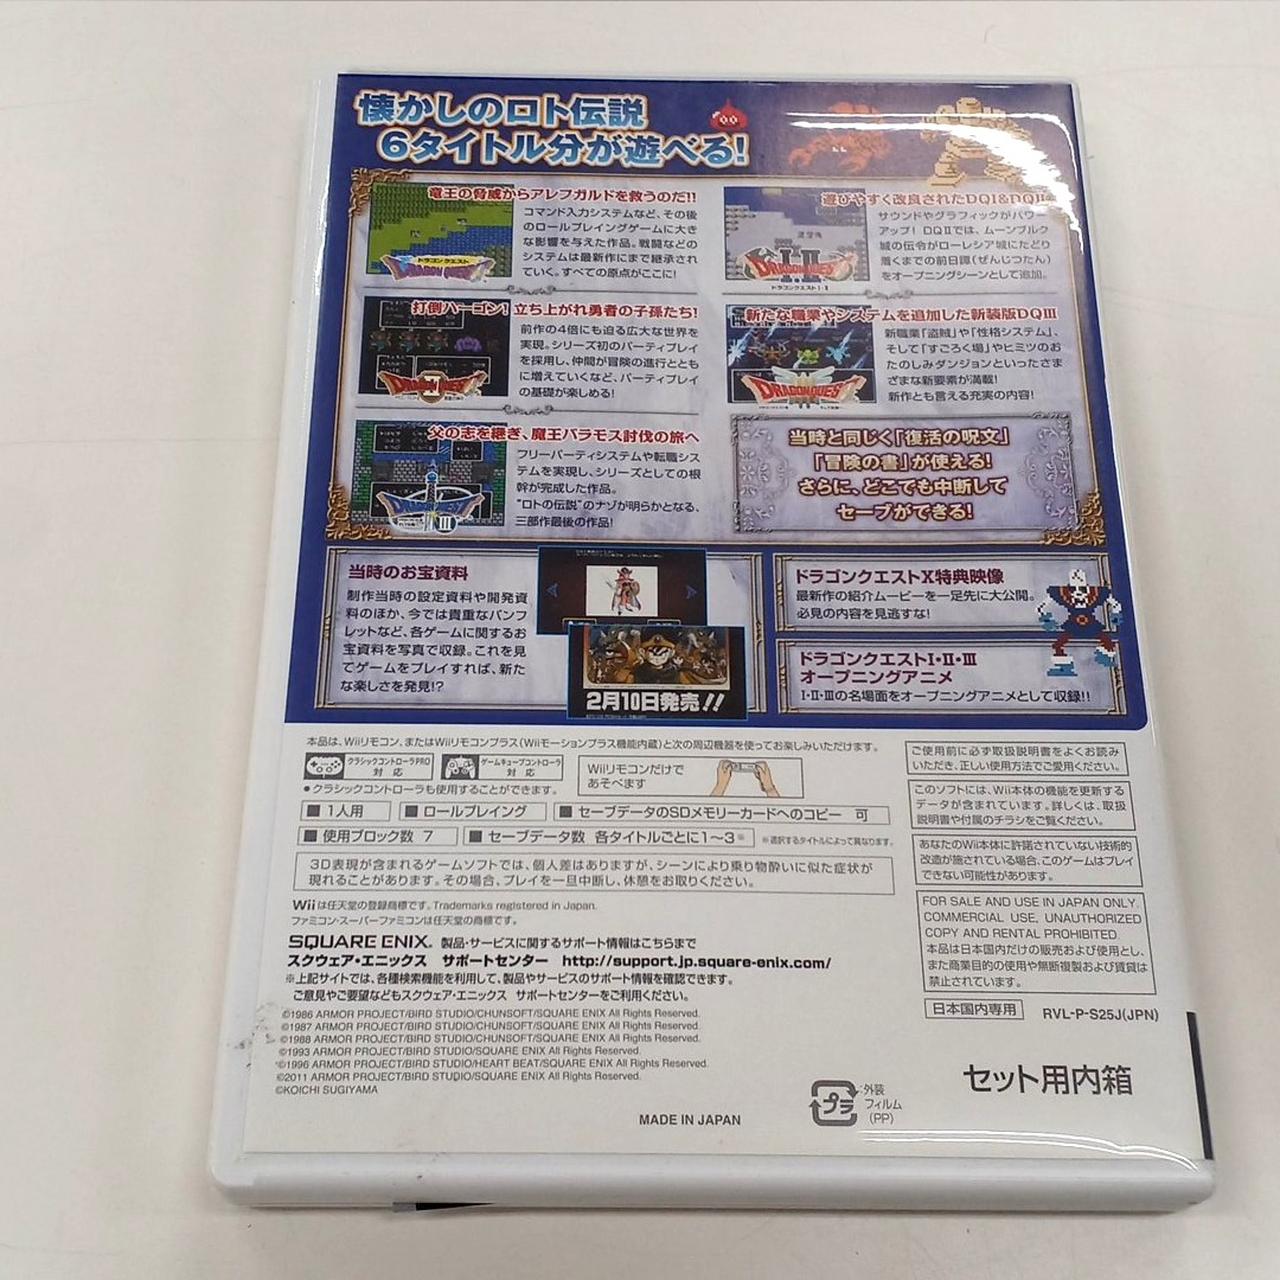 懐かしのロト伝説
6タイトル分が遊べる!
竜王の脅威からアレフガルドを救うのだ!!
コマンド入力システムなど、その後
のロールプレイングゲームに大き
な影響を与えた作品。戦闘などの
システムは最新作にまで継承され
ていく。すべての原点がここに!
ドラゴンクエスト
DRAGON QUEST
打倒ハーゴン! 立ち上がれ勇者の子孫たち!
前作の4倍にも迫る広大な世界を
実現。シリーズ初のパーティプレイ
を採用し、仲間が冒険の進行ととも
に増えていくなど、パーティプレイ
の基礎が楽しめる!
DRAGON QUEST II
父の志を継ぎ、魔王バラモス討伐の旅へ
フリーパーティシステムや転職シス
テムを実現し、シリーズとしての根
幹が完成した作品。
“ロトの伝説”のナゾが明らかとなる、
三部作最後の作品!
DRAGON QUEST III
遊びやすく改良されたDQI&DQII
サウンドやグラフィックがパワー
アップ! DQIIでは、ムーンブルク
城の伝令がローレシア城にたどり
着くまでの前日譚(ぜんじつたん)
をオープニングシーンとして追加。
DRAGON QUEST I・II
ドラゴンクエストI・II
新たな職業やシステムを追加した新装版DQIII
新職業「盗賊」や「性格システム」、
そして「すごろく場」やヒミツのお
たのしみダンジョンといったさま
ざまな新要素が満載!
新作とも言える充実の内容!
DRAGON QUEST III
当時と同じく「復活の呪文」
「冒険の書」が使える!
さらに、どこでも中断して
セーブができる!
当時のお宝資料
制作当時の設定資料や開発資
料のほか、今では貴重なパンフ
レットなど、各ゲームに関するお
宝資料を写真で収録。これを見
てゲームをプレイすれば、新た
な楽しさを発見!?
2月10日発売!!
ドラゴンクエストX特典映像
最新作の紹介ムービーを一足先に大公開。
必見の内容を見逃すな!
ドラゴンクエストI・II・III
オープニングアニメ
I・II・IIIの名場面をオープニングアニメとして収録!!
本品は、Wiiリモコン、またはWiiリモコンプラス(Wiiモーションプラス機能内蔵)と次の周辺機器を使ってお楽しみいただけます。
クラシックコントローラPRO
対応
ゲームキューブコントローラ
対応
●クラシックコントローラも使用することができます。
Wiiリモコンだけで
あそべます
■1人用
■ロールプレイング
■セーブデータのSDメモリーカードへのコピー 可
■使用ブロック数 7
■セーブデータ数 各タイトルごとに1〜3※
※選択するタイトルによって異なります。
3D表現が含まれるゲームソフトでは、個人差はありますが、シーンにより乗り物酔いに似た症状が
現れることがあります。その場合、プレイを一旦中断し、休憩をお取りください。
Wiiは任天堂の登録商標です。Trademarks registered in Japan.
ファミコン・スーパーファミコンは任天堂の商標です。
SQUARE ENIX. 製品・サービスに関するサポート情報はこちらまで
スクウェア・エニックス サポートセンター http://support.jp.square-enix.com/
※上記サイトでは、各種検索機能を利用して、製品やサービスのサポート情報を確認できます。
ご意見やご要望などもスクウェア・エニックス サポートセンターをご利用ください。
©1986 ARMOR PROJECT/BIRD STUDIO/CHUNSOFT/SQUARE ENIX All Rights Reserved.
©1987 ARMOR PROJECT/BIRD STUDIO/CHUNSOFT/SQUARE ENIX All Rights Reserved.
©1988 ARMOR PROJECT/BIRD STUDIO/CHUNSOFT/SQUARE ENIX All Rights Reserved.
©1993 ARMOR PROJECT/BIRD STUDIO/SQUARE ENIX All Rights Reserved.
©1996 ARMOR PROJECT/BIRD STUDIO/HEART BEAT/SQUARE ENIX All Rights Reserved.
©2011 ARMOR PROJECT/BIRD STUDIO/SQUARE ENIX All Rights Reserved.
©KOICHI SUGIYAMA
ご使用前に必ず取扱説明書をよくお読み
いただき、正しい使用方法でご愛用ください。
このソフトには、Wii本体の機能を更新する
データが含まれています。詳しくは、取扱
説明書や付属のチラシをご覧ください。
あなたのWii本体に許諾されていない技術的
改造が施されている場合、このゲームはプレイ
できない可能性があります。
FOR SALE AND USE IN JAPAN ONLY.
COMMERCIAL USE, UNAUTHORIZED
COPY AND RENTAL PROHIBITED.
本品は日本国内だけの販売および使用とし、
また商業目的の使用や無断複製および賃貸は
禁止されています。
日本国内専用
RVL-P-S25J(JPN)
セット用内箱
MADE IN JAPAN
プラ
:外装
フィルム
(PP)